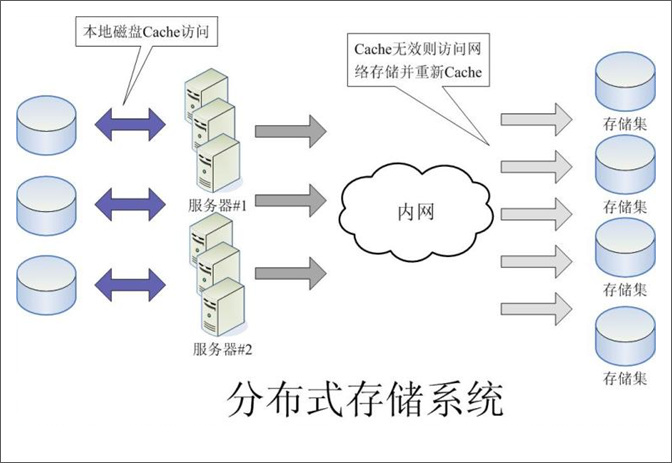 本地磁盘Cache访问
Cache无效则访问网
络存储并重新Cache
存储集
服务器#1
内网
存储集
存储集
服务器#2
存储集
分布式存储系统